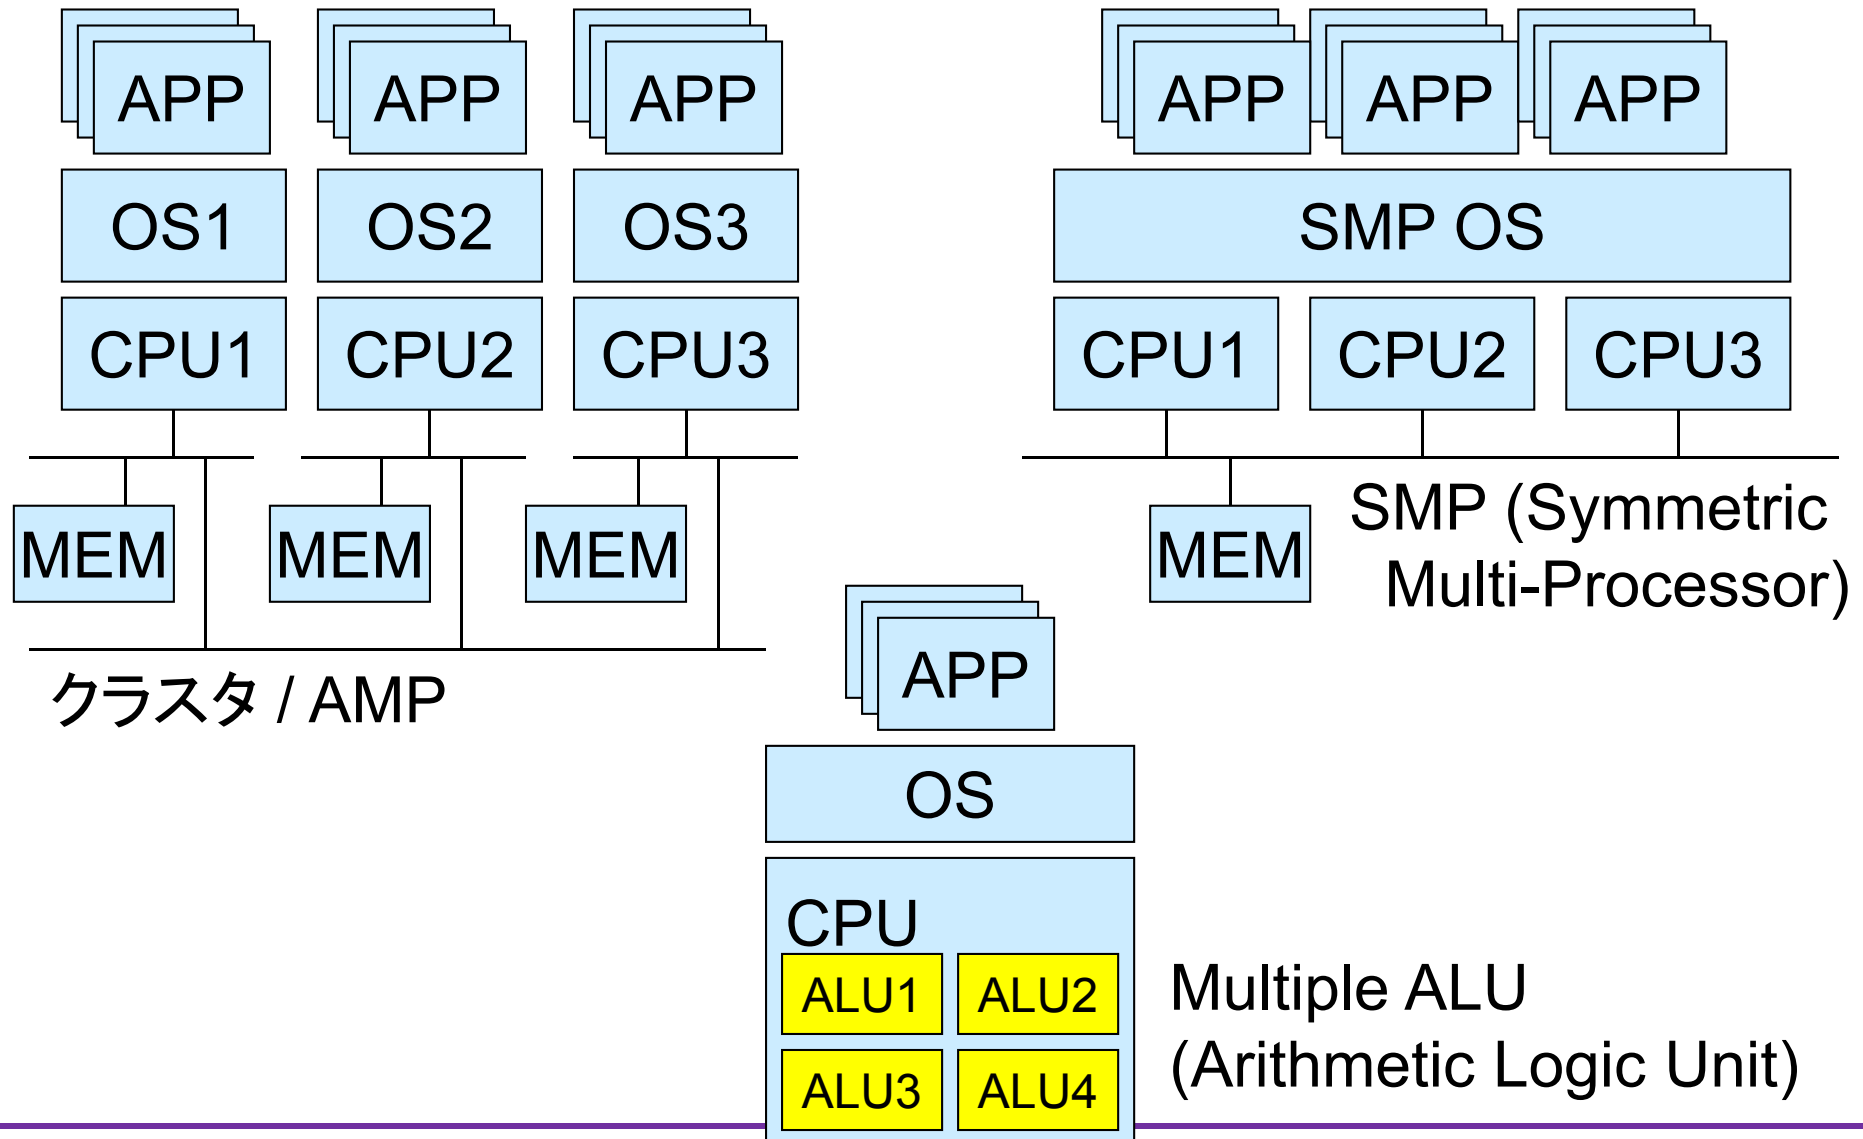 APP APP APP
OS1 OS2 OS3
CPU1 CPU2 CPU3
MEM MEM MEM
クラスタ / AMP
APP APP APP
SMP OS
CPU1 CPU2 CPU3
MEM
SMP (Symmetric
Multi-Processor)
APP
OS
CPU
ALU1 ALU2
ALU3 ALU4
Multiple ALU
(Arithmetic Logic Unit)